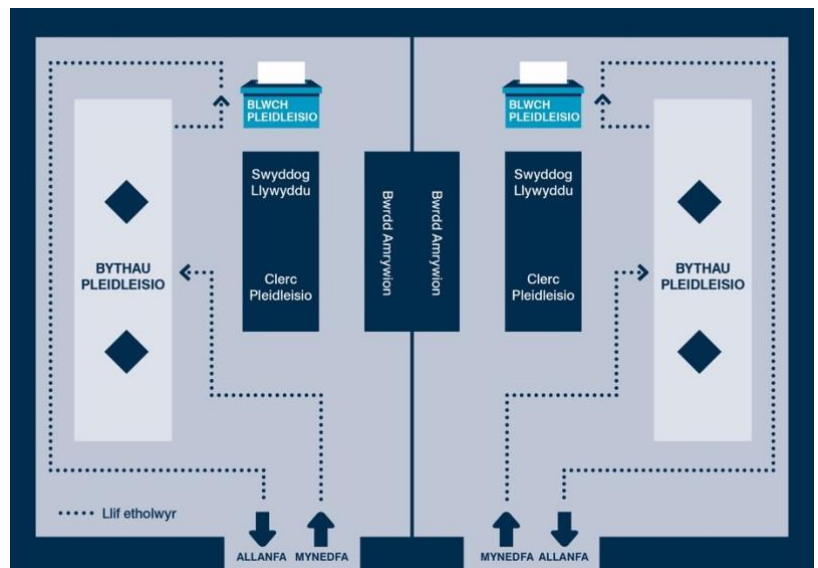 BLWCH
PLEIDLEISIO
Swyddog
Llywyddu
Clerc
Pleidleisio
BYTHAU
PLEIDLEISIO
Bwrdd Amrywion
Bwrdd Amrywion
BLWCH
PLEIDLEISIO
Swyddog
Llywyddu
Clerc
Pleidleisio
BYTHAU
PLEIDLEISIO
Llif etholwyr
ALLANFA MYNEDFA
MYNEDFA ALLANFA